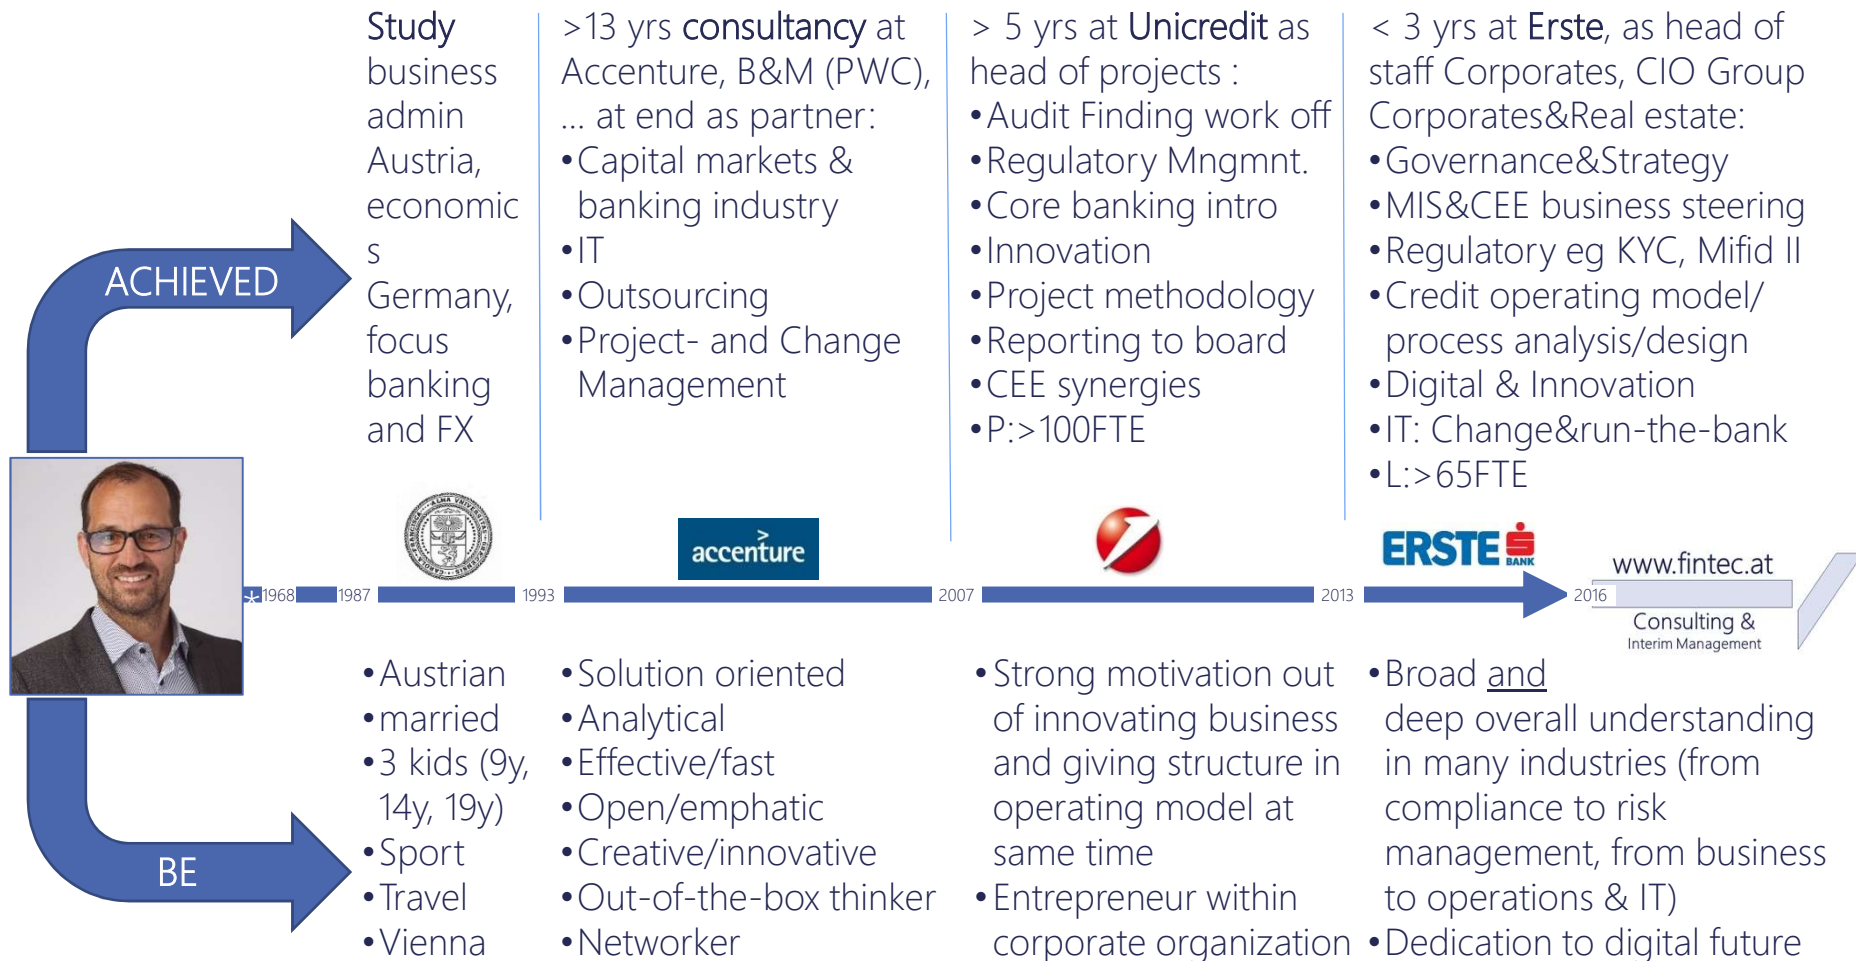 Study
business
admin
Austria,
economic
s
Germany,
focus
banking
and FX
>13 yrs consultancy at
Accenture, B&M (PWC),
... at end as partner:
•Capital markets &
banking industry
•IT
•Outsourcing
•Project- and Change
Management
> 5 yrs at Unicredit as
head of projects :
•Audit Finding work off
•Regulatory Mngmnt.
•Core banking intro
•Innovation
•Project methodology
•Reporting to board
•CEE synergies
•P:>100FTE
< 3 yrs at Erste, as head of
staff Corporates, CIO Group
Corporates&Real estate:
•Governance&Strategy
•MIS&CEE business steering
•Regulatory eg KYC, Mifid II
•Credit operating model/
process analysis/design
•Digital & Innovation
•IT: Change&run-the-bank
•L:>65FTE
ACHIEVED
accenture
ERSTE
BANK
www.fintec.at
*1968
1987
1993
2007
2013
2016
Consulting &
Interim Management
BE
•Austrian
•married
•3 kids (9y,
14y, 19y)
•Sport
•Travel
•Vienna
•Solution oriented
•Analytical
•Effective/fast
•Open/emphatic
•Creative/innovative
•Out-of-the-box thinker
•Networker
•Strong motivation out
of innovating business
and giving structure in
operating model at
same time
•Entrepreneur within
corporate organization
•Broad and
deep overall understanding
in many industries (from
compliance to risk
management, from business
to operations & IT)
•Dedication to digital future